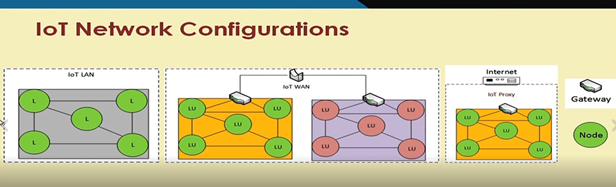 IoT Network Configurations
IoT LAN
L
L
L
L
L
IoT WAN
LU
LU
LU
LU
LU
LU
LU
LU
LU
LU
Internet
IoT Proxy
LU
LU
LU
LU
LU
Gateway
Node